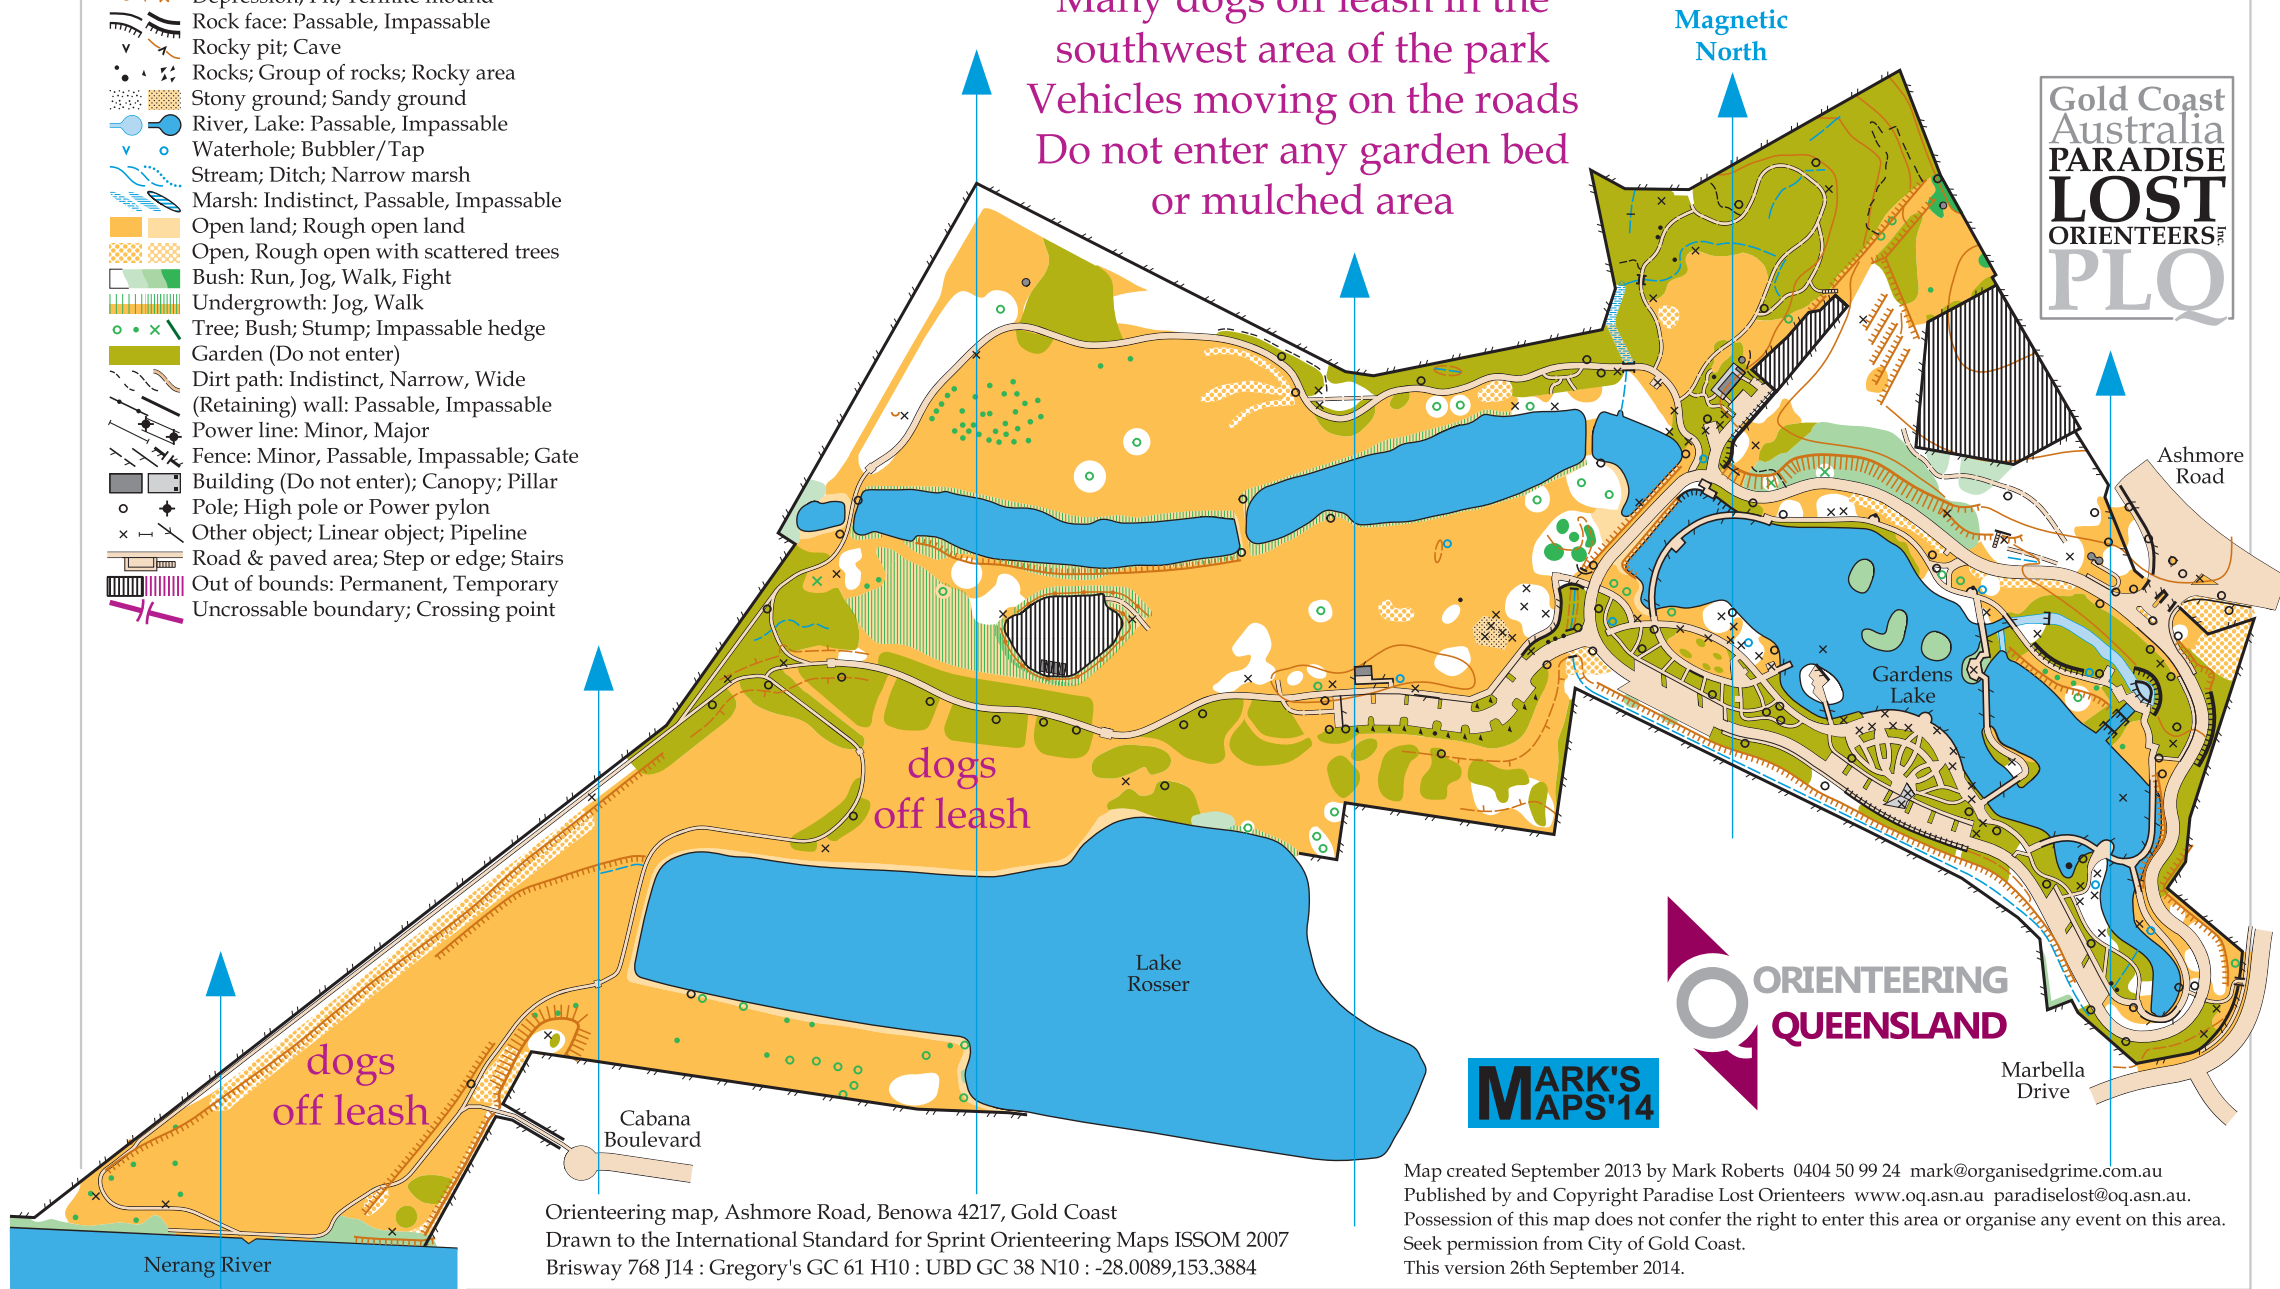 Depression; Pit; Termite mound
Rock face: Passable, Impassable
Rocky pit; Cave
Rocks; Group of rocks; Rocky area
Stony ground; Sandy ground
River, Lake: Passable, Impassable
Waterhole; Bubbler/Tap
Stream; Ditch; Narrow marsh
Marsh: Indistinct, Passable, Impassable
Open land; Rough open land
Open, Rough open with scattered trees
Bush: Run, Jog, Walk, Fight
Undergrowth: Jog, Walk
Tree; Bush; Stump; Impassable hedge
Garden (Do not enter)
Dirt path: Indistinct, Narrow, Wide
(Retaining) wall: Passable, Impassable
Power line: Minor, Major
Fence: Minor, Passable, Impassable; Gate
Building (Do not enter); Canopy; Pillar
Pole; High pole or Power pylon
Other object; Linear object; Pipeline
Road & paved area; Step or edge; Stairs
Out of bounds: Permanent, Temporary
Uncrossable boundary; Crossing point
Many dogs off leash in the
southwest area of the park
Vehicles moving on the roads
Do not enter any garden bed
or mulched area
Magnetic
North
Gold Coast
Australia
PARADISE
LOST
ORIENTEERS Inc.
PLQ
Ashmore
Road
Gardens
Lake
dogs
off leash
Lake
Rosser
dogs
off leash
Cabana
Boulevard
Nerang River
ORIENTEERING
QUEENSLAND
MARK'S
MAPS'14
Marbella
Drive
Orienteering map, Ashmore Road, Benowa 4217, Gold Coast
Drawn to the International Standard for Sprint Orienteering Maps ISSOM 2007
Brisway 768 J14 : Gregory's GC 61 H10 : UBD GC 38 N10 : -28.0089,153.3884
Map created September 2013 by Mark Roberts 0404 50 99 24 mark@organisedgrime.com.au
Published by and Copyright Paradise Lost Orienteers www.oq.asn.au paradiselost@oq.asn.au.
Possession of this map does not confer the right to enter this area or organise any event on this area.
Seek permission from City of Gold Coast.
This version 26th September 2014.